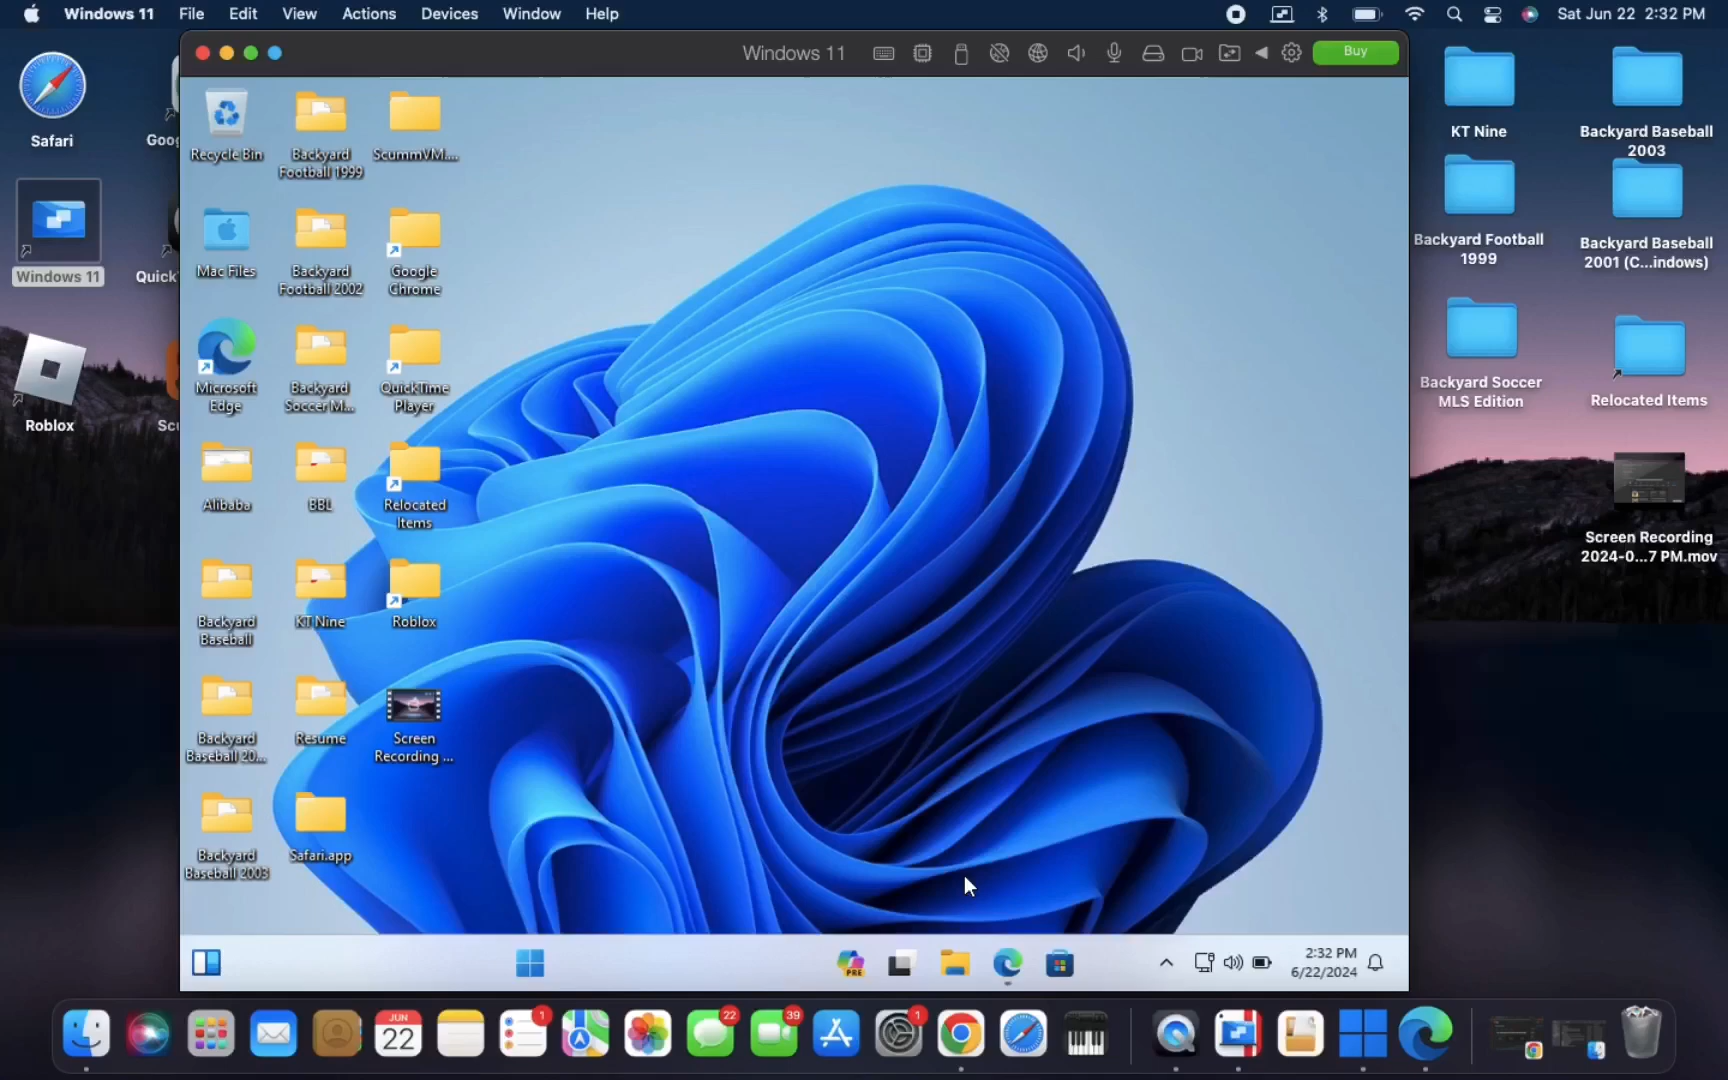 Windows 11 File Edit View Actions Devices Window Help Sat Jun 22 2:32 PM
Windows 11 Buy
Safari
Goo
Windows 11
Quick
Roblox
Sc
Recycle Bin
Backyard
Football 1999
ScummVM....
Mac Files
Backyard
Football 2002
Google
Chrome
Microsoft
Edge
Backyard
Soccer M...
QuickTime
Player
Alibaba
BBL
Relocated
Items
Backyard
Baseball
KT Nine
Roblox
Backyard
Baseball 20...
Resume
Screen
Recording ...
Backyard
Baseball 2003
Safari.app
KT Nine
Backyard Baseball
2003
Backyard Football
1999
Backyard Baseball
2001 (C...indows)
Backyard Soccer
MLS Edition
Relocated Items
Screen Recording
2024-0...7 PM.mov
PRE
2:32 PM
6/22/2024
JUN
22
1
22
39
1